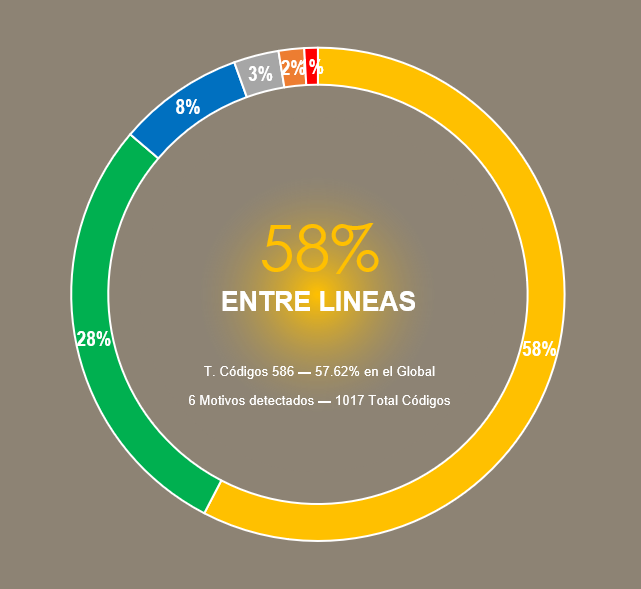 3%
2%
%
8%
58%
ENTRE LINEAS
28%
58%
T. Códigos 586 — 57.62% en el Global
6 Motivos detectados — 1017 Total Códigos